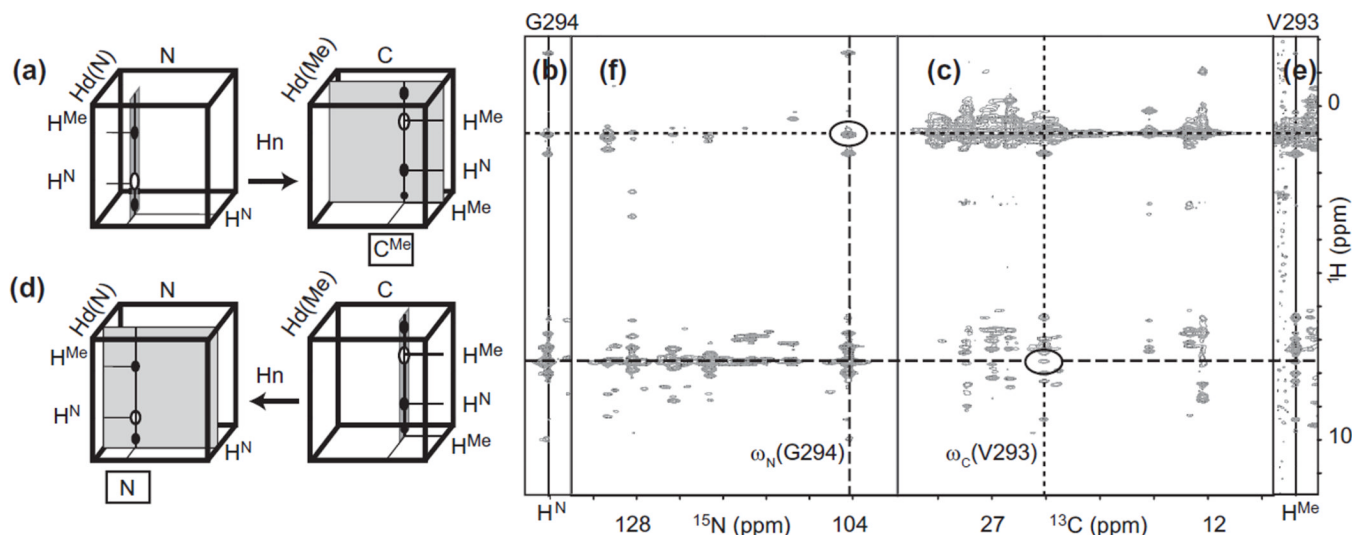 G294
V293
(a)
Hd(N)
N
Hd(Me)
C
H^Me
H^N
Hn
H^N
H^Me
H^N
H^Me
C^Me
(d)
Hd(N)
N
Hd(Me)
C
H^Me
H^N
Hn
H^N
H^Me
H^N
H^Me
N
(b)
(f)
(c)
(e)
0
¹H (ppm)
10
ω_N(G294)
ω_C(V293)
H^N
128
¹⁵N (ppm)
104
27
¹³C (ppm)
12
H^Me